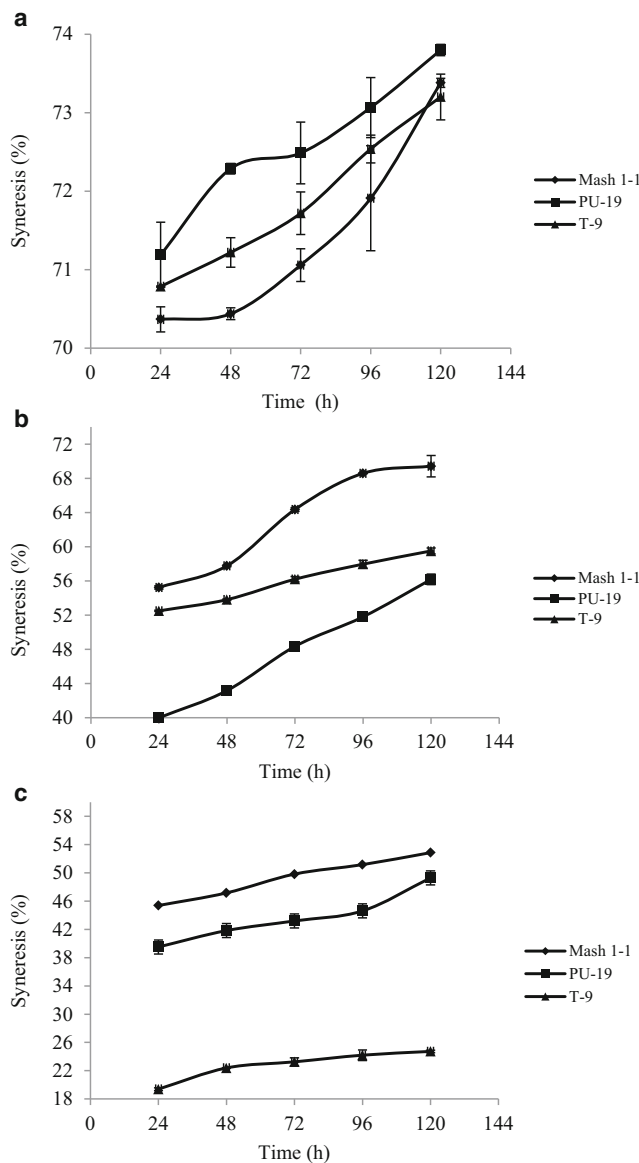 a
74
73
72
71
70
Syneresis (%)
0 24 48 72 96 120 144
Time (h)
Mash 1-1
PU-19
T-9
b
72
68
64
60
56
52
48
44
40
Syneresis (%)
0 24 48 72 96 120 144
Time (h)
Mash 1-1
PU-19
T-9
c
58
54
50
46
42
38
34
30
26
22
18
Syneresis (%)
0 24 48 72 96 120 144
Time (h)
Mash 1-1
PU-19
T-9